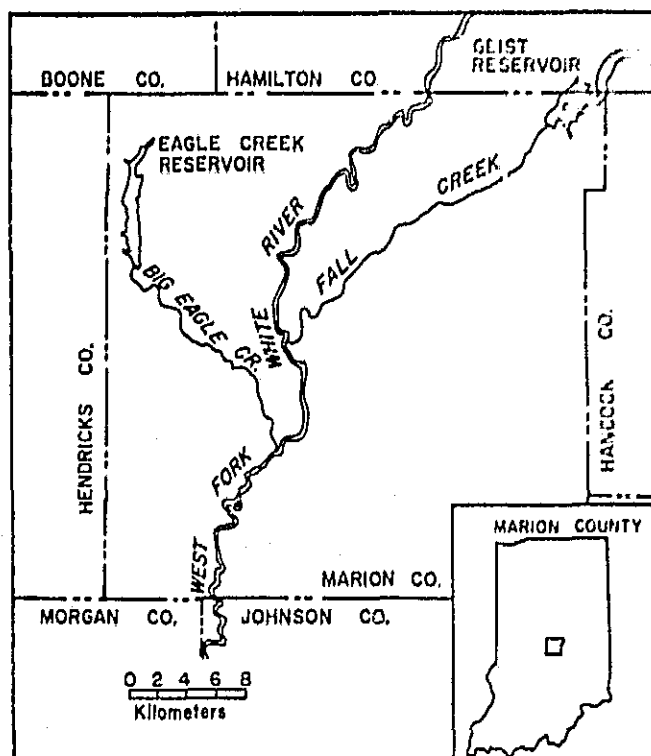 GEIST
RESERVOIR
BOONE CO.
HAMILTON CO
EAGLE CREEK
RESERVOIR
CREEK
RIVER
FALL
BIG EAGLE CR.
WHITE
HENDRICKS CO.
HANCOCK CO.
FORK
WEST
MARION CO.
MORGAN CO.
JOHNSON CO.
MARION COUNTY
0 2 4 6 8
Kilometers